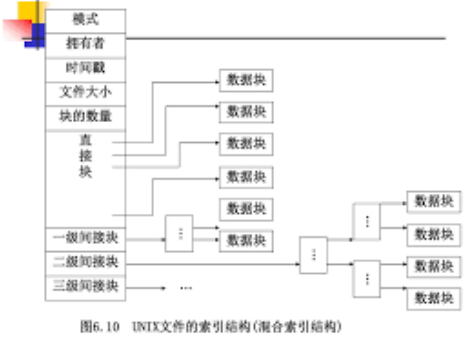 模式
拥有者
时间戳
文件大小
块的数量
直
接
块
一级间接块
二级间接块
三级间接块
数据块
数据块
数据块
数据块
数据块
数据块
数据块
数据块
数据块
数据块
...
...
...
...
...
图6.10 UNIX文件的索引结构(混合索引结构)